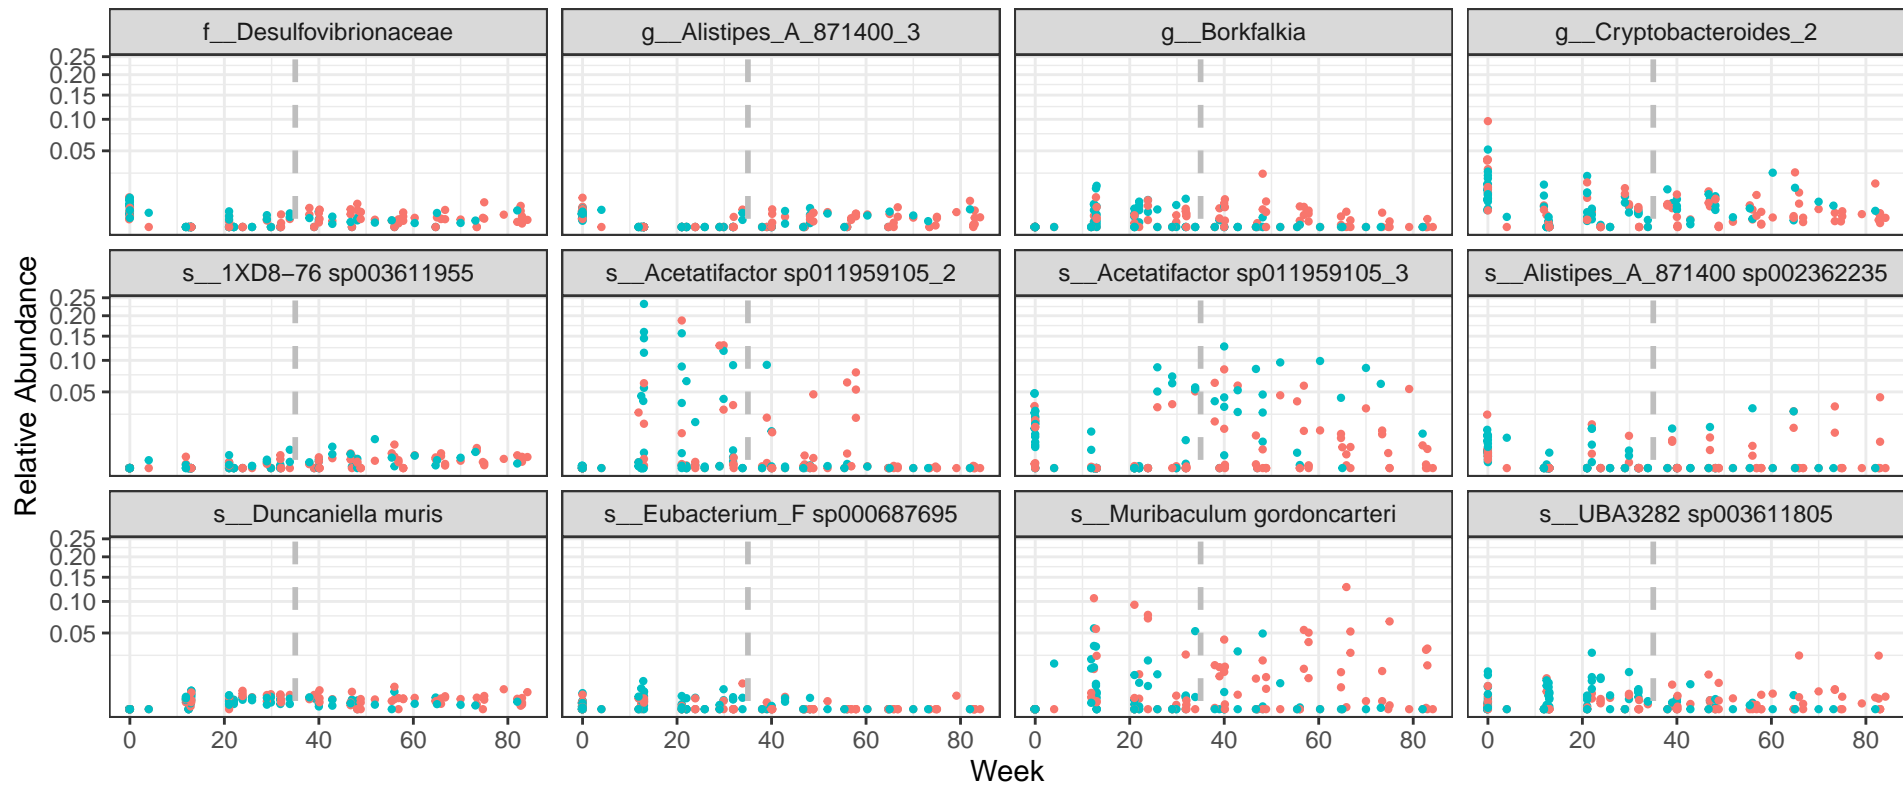 f__Desulfovibrionaceae
g__Alistipes_A_871400_3
g__Borkfalkia
g__Cryptobacteroides_2
0.25
0.20
0.15
0.10
0.05
s__1XD8−76 sp003611955
s__Acetatifactor sp011959105_2
s__Acetatifactor sp011959105_3
s__Alistipes_A_871400 sp002362235
0.25
0.20
0.15
0.10
0.05
s__Duncaniella muris
s__Eubacterium_F sp000687695
s__Muribaculum gordoncarteri
s__UBA3282 sp003611805
0.25
0.20
0.15
0.10
0.05
Relative Abundance
0 20 40 60 80
0 20 40 60 80
0 20 40 60 80
0 20 40 60 80
Week